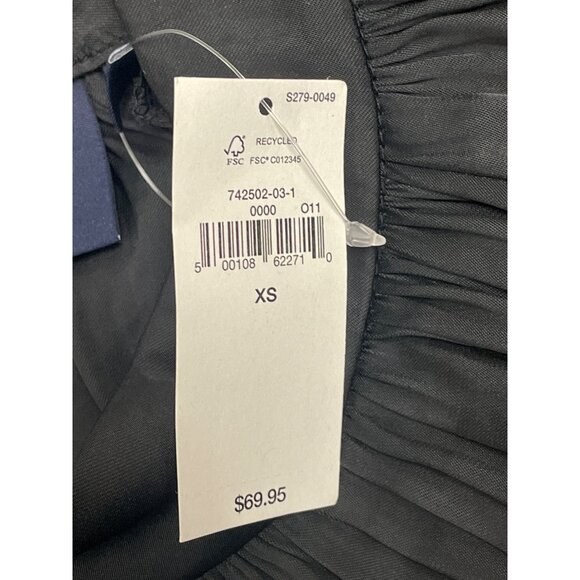 S279-0049
RECYCLED
FSC FSC® C012345
742502-03-1
0000 O11
5 00108 62271 0
XS
$69.95